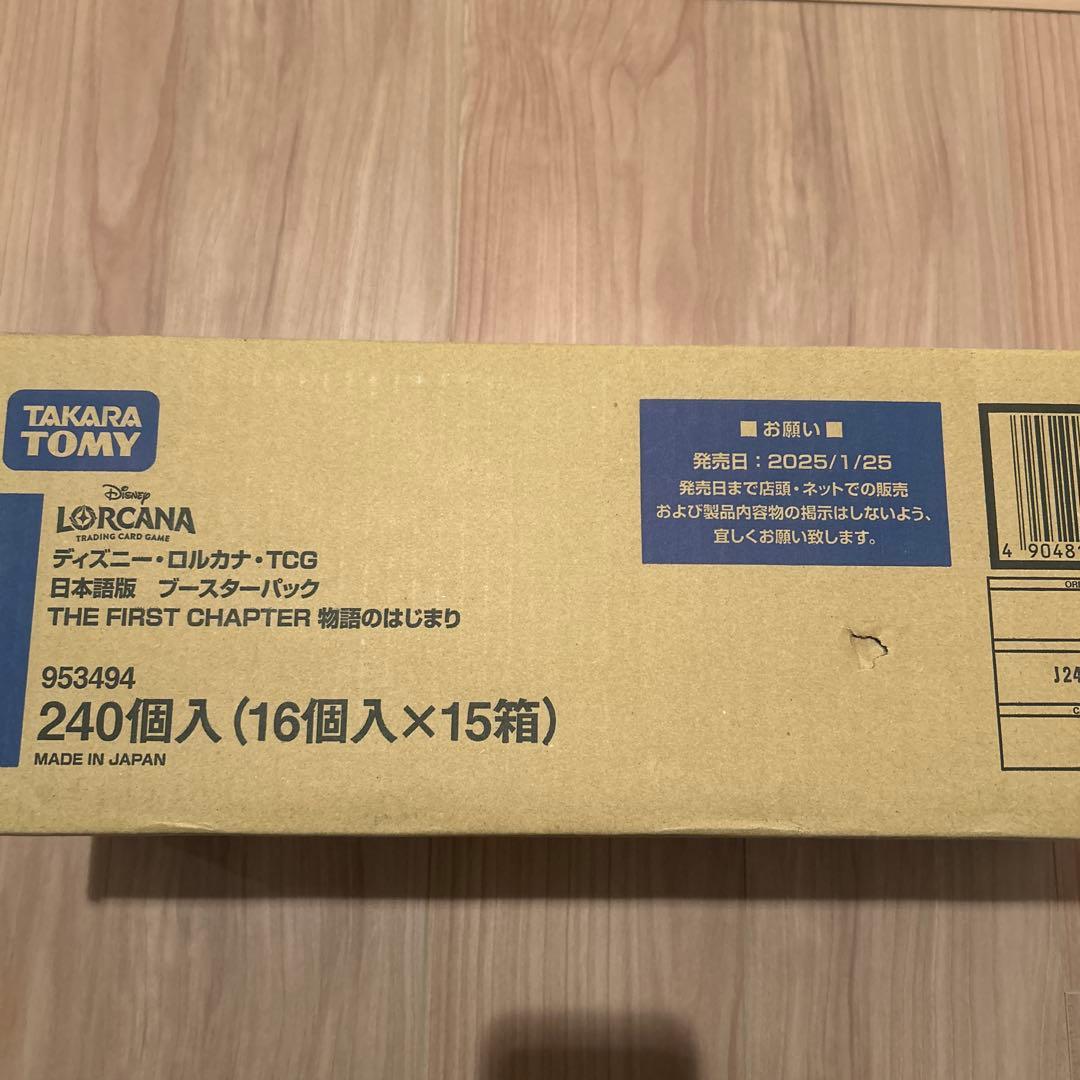 TAKARA
TOMY
Disney
LORCANA
TRADING CARD GAME
ディズニー・ロルカナ・TCG
日本語版 ブースターパック
THE FIRST CHAPTER 物語のはじまり
953494
240個入(16個入×15箱)
MADE IN JAPAN
■お願い■
発売日:2025/1/25
発売日まで店頭・ネットでの販売
および製品内容物の掲示はしないよう、
宜しくお願い致します。
4 9048
J24